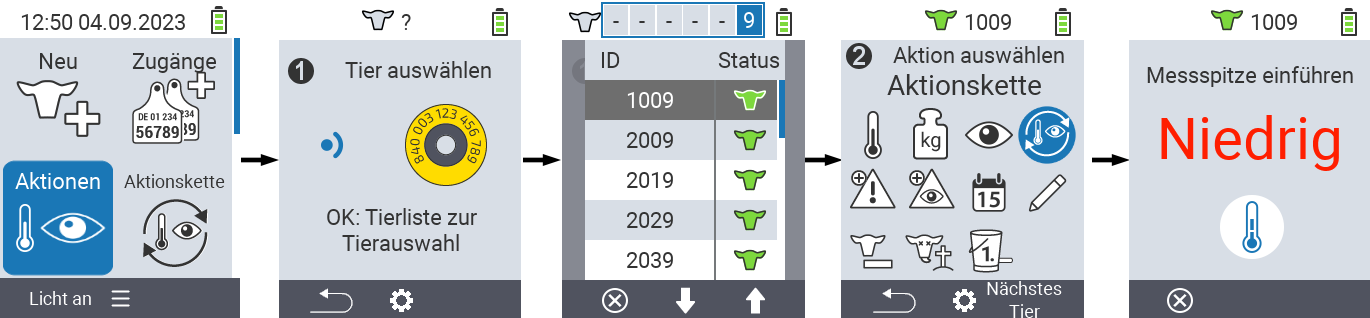 12:50 04.09.2023
Neu
Zugänge
DE 01 234
56789
234
89
Aktionen
Aktionskette
Licht an
?
1
Tier auswählen
840 003 123 456 789
OK: Tierliste zur
Tierauswahl
- - - - - 9
ID Status
1009
2009
2019
2029
2039
1009
2 Aktion auswählen
Aktionskette
kg
15
1.
Nächstes
Tier
1009
Messspitze einführen
Niedrig